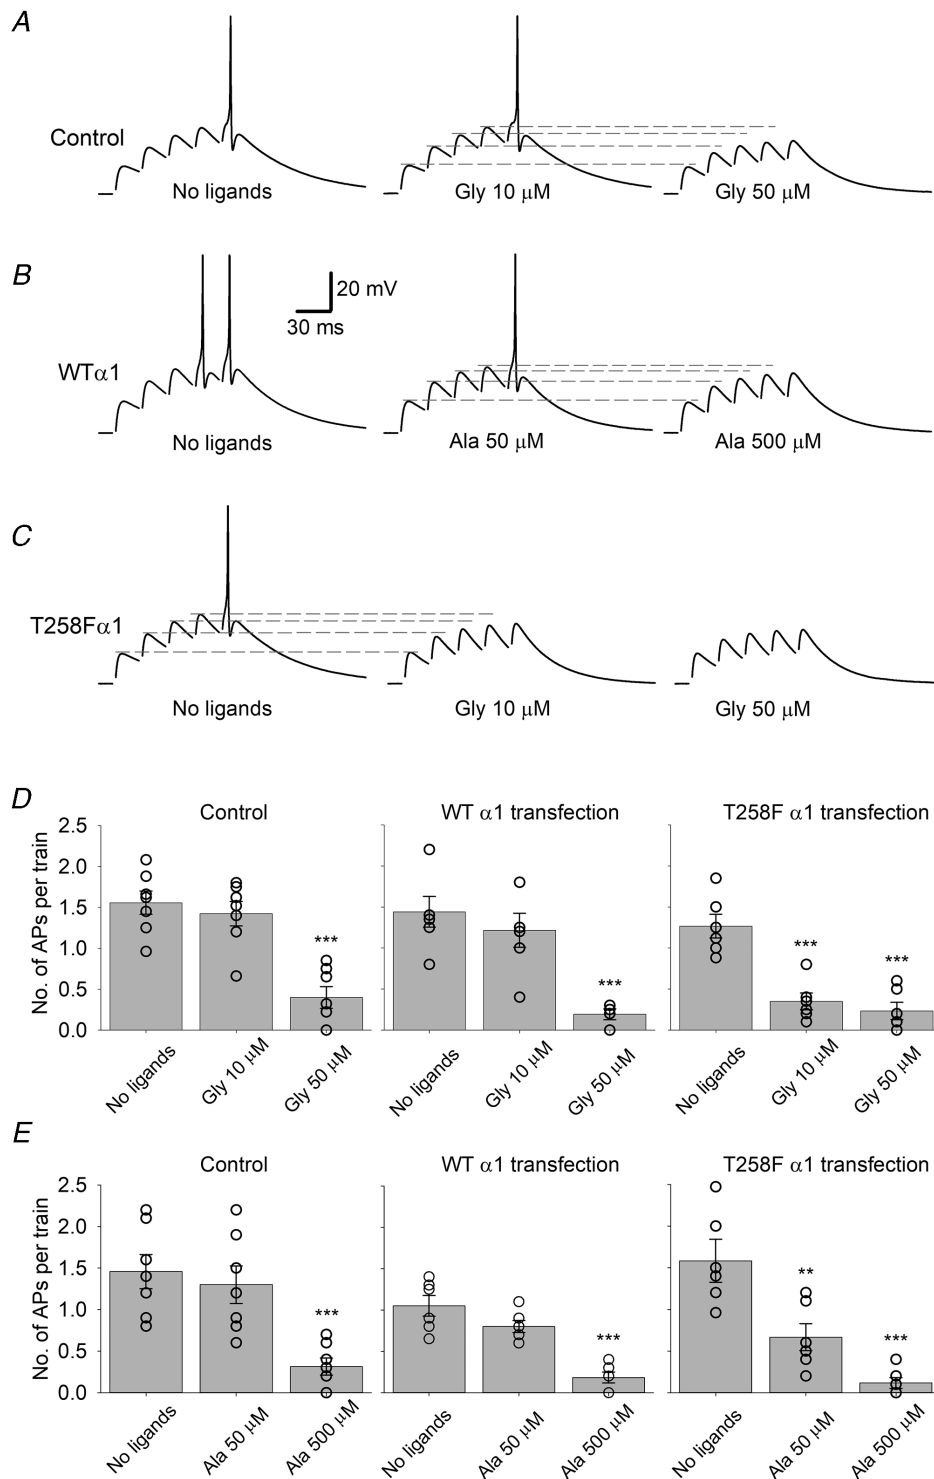 A
Control
No ligands
Gly 10 μM
Gly 50 μM
B
20 mV
30 ms
WTα1
No ligands
Ala 50 μM
Ala 500 μM
C
T258Fα1
No ligands
Gly 10 μM
Gly 50 μM
D
Control
WT α1 transfection
T258F α1 transfection
No. of APs per train
2.5
2.0
1.5
1.0
0.5
0.0
***
***
***
***
No ligands
Gly 10 μM
Gly 50 μM
No ligands
Gly 10 μM
Gly 50 μM
No ligands
Gly 10 μM
Gly 50 μM
E
Control
WT α1 transfection
T258F α1 transfection
No. of APs per train
2.5
2.0
1.5
1.0
0.5
0.0
***
***
**
***
No ligands
Ala 50 μM
Ala 500 μM
No ligands
Ala 50 μM
Ala 500 μM
No ligands
Ala 50 μM
Ala 500 μM